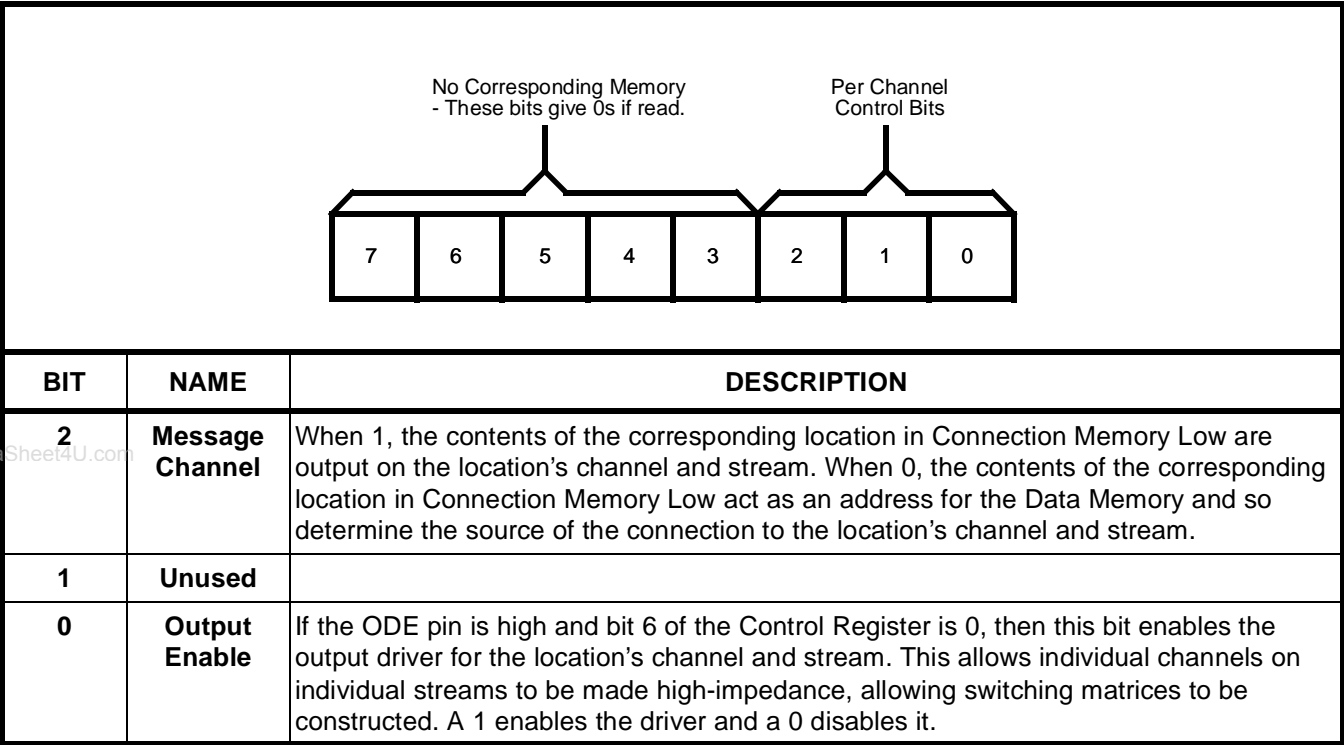 No Corresponding Memory
- These bits give 0s if read.
Per Channel
Control Bits
7 6 5 4 3 2 1 0
BIT NAME DESCRIPTION
2 Message Channel When 1, the contents of the corresponding location in Connection Memory Low are
output on the location's channel and stream. When 0, the contents of the corresponding
location in Connection Memory Low act as an address for the Data Memory and so
determine the source of the connection to the location's channel and stream.
1 Unused
0 Output Enable If the ODE pin is high and bit 6 of the Control Register is 0, then this bit enables the
output driver for the location's channel and stream. This allows individual channels on
individual streams to be made high-impedance, allowing switching matrices to be
constructed. A 1 enables the driver and a 0 disables it.
aSheet4U.com